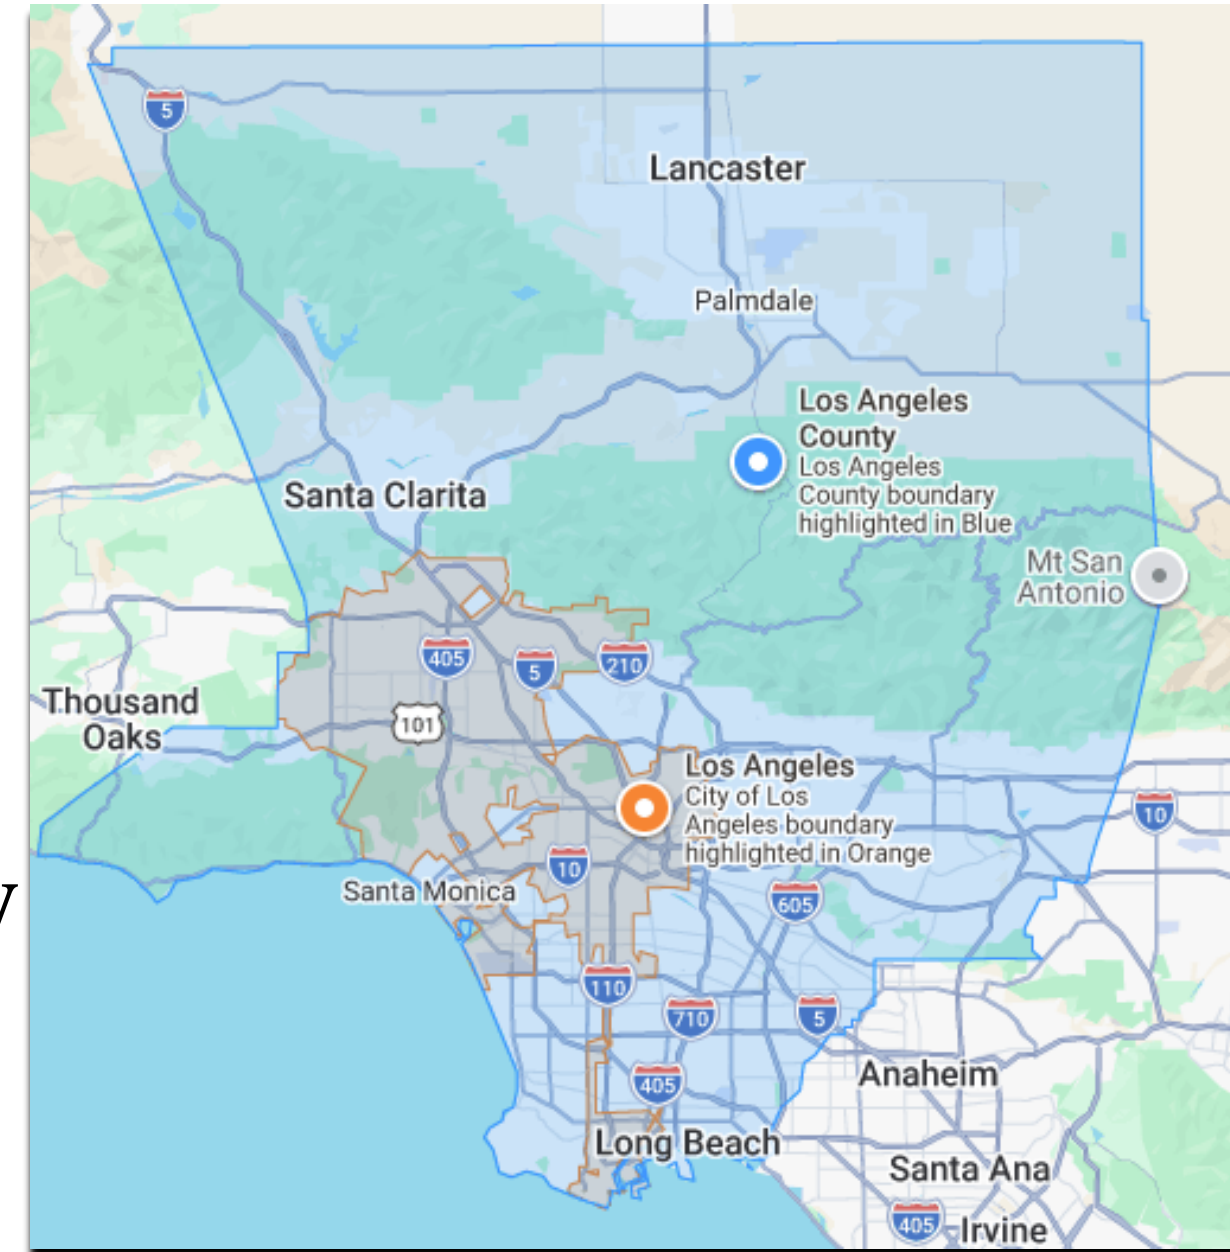 5
Lancaster
Palmdale
Los Angeles
County
Los Angeles
County boundary
highlighted in Blue
Santa Clarita
Mt San
Antonio
405
5
210
Thousand
Oaks
101
Los Angeles
City of Los
Angeles boundary
highlighted in Orange
10
10
Santa Monica
605
y
110
710
5
405
Anaheim
Long Beach
Santa Ana
405
Irvine